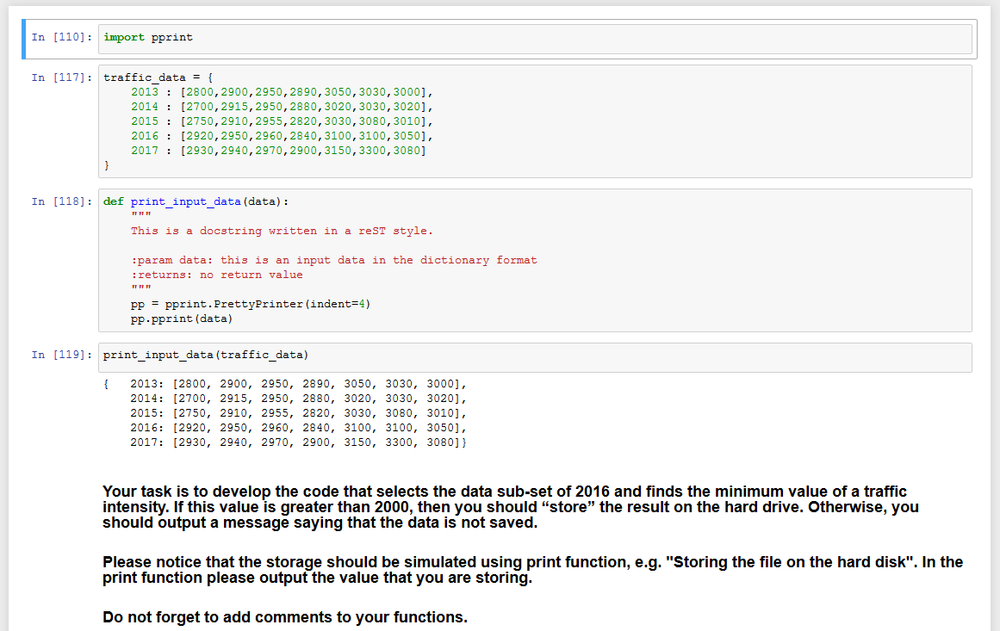 In [110]: import pprint
In [117]: traffic_data = {
2013 : [2800,2900,2950,2890,3050,3030,3000],
2014 : [2700,2915,2950,2880,3020,3030,3020],
2015 : [2750,2910,2955,2820,3030,3080,3010],
2016 : [2920,2950,2960,2840,3100,3100,3050],
2017 : [2930,2940,2970,2900,3150,3300,3080]
}
In [118]: def print_input_data(data):
"""
This is a docstring written in a reST style.
:param data: this is an input data in the dictionary format
:returns: no return value
"""
pp = pprint.PrettyPrinter(indent=4)
pp.pprint(data)
In [119]: print_input_data(traffic_data)
{   2013: [2800, 2900, 2950, 2890, 3050, 3030, 3000],
2014: [2700, 2915, 2950, 2880, 3020, 3030, 3020],
2015: [2750, 2910, 2955, 2820, 3030, 3080, 3010],
2016: [2920, 2950, 2960, 2840, 3100, 3100, 3050],
2017: [2930, 2940, 2970, 2900, 3150, 3300, 3080]}
Your task is to develop the code that selects the data sub-set of 2016 and finds the minimum value of a traffic
intensity. If this value is greater than 2000, then you should “store” the result on the hard drive. Otherwise, you
should output a message saying that the data is not saved.
Please notice that the storage should be simulated using print function, e.g. "Storing the file on the hard disk". In the
print function please output the value that you are storing.
Do not forget to add comments to your functions.